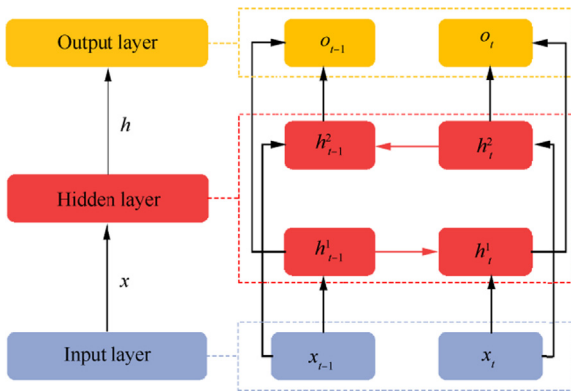 Output layer
o_{t-1}
o_t
h
h^2_{t-1}
h^2_t
Hidden layer
h^1_{t-1}
h^1_t
x
Input layer
x_{t-1}
x_t